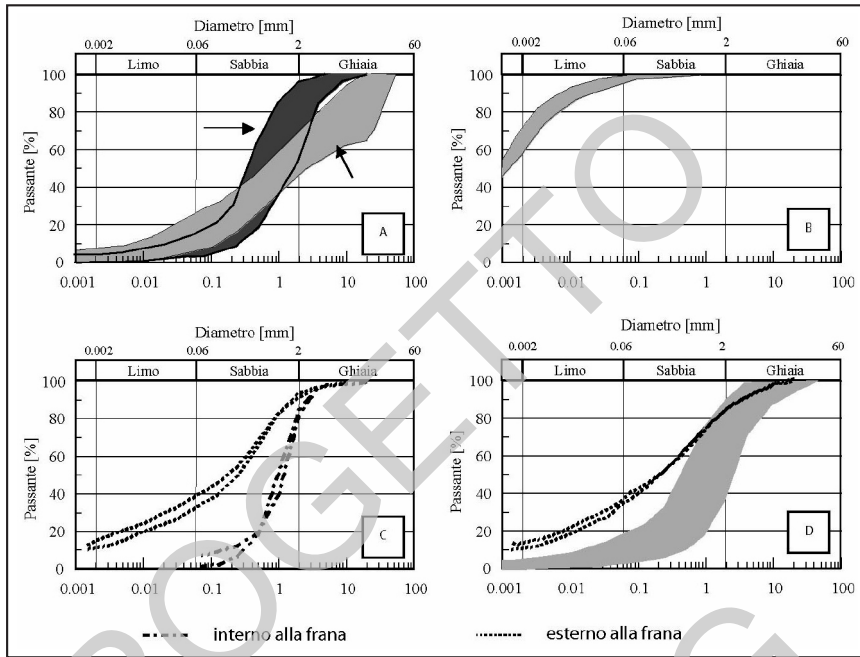 Diametro [mm]
0.002 0.06 2 60
Limo Sabbia Ghiaia
Passante [%]
100
80
60
40
20
0
A
0.001 0.01 0.1 1 10 100
Diametro [mm]
0.002 0.06 2 60
Limo Sabbia Ghiaia
Passante [%]
100
80
60
40
20
0
B
0.001 0.01 0.1 1 10 100
Diametro [mm]
0.002 0.06 2 60
Limo Sabbia Ghiaia
Passante [%]
100
80
60
40
20
0
C
0.001 0.01 0.1 1 10 100
Diametro [mm]
0.002 0.06 2 60
Limo Sabbia Ghiaia
Passante [%]
100
80
60
40
20
0
D
0.001 0.01 0.1 1 10 100
interno alla frana esterno alla frana
PROGETTO